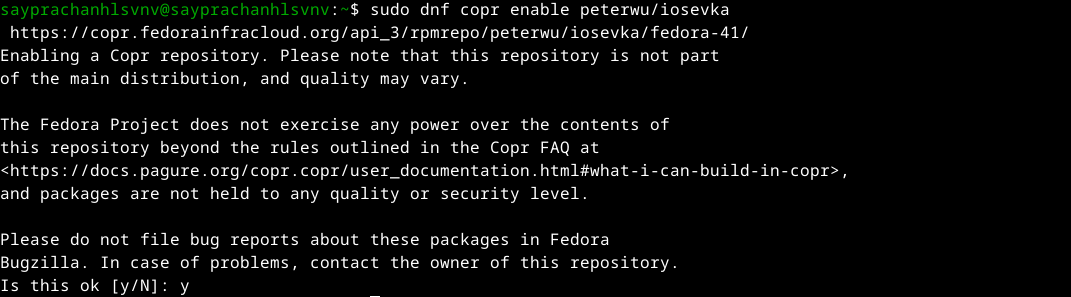 sayprachanhlsvnv@sayprachanhlsvnv:~$ sudo dnf copr enable peterwu/iosevka
https://copr.fedorainfracloud.org/api_3/rpmrepo/peterwu/iosevka/fedora-41/
Enabling a Copr repository. Please note that this repository is not part
of the main distribution, and quality may vary.

The Fedora Project does not exercise any power over the contents of
this repository beyond the rules outlined in the Copr FAQ at
<https://docs.pagure.org/copr.copr/user_documentation.html#what-i-can-build-in-copr>,
and packages are not held to any quality or security level.

Please do not file bug reports about these packages in Fedora
Bugzilla. In case of problems, contact the owner of this repository.
Is this ok [y/N]: y